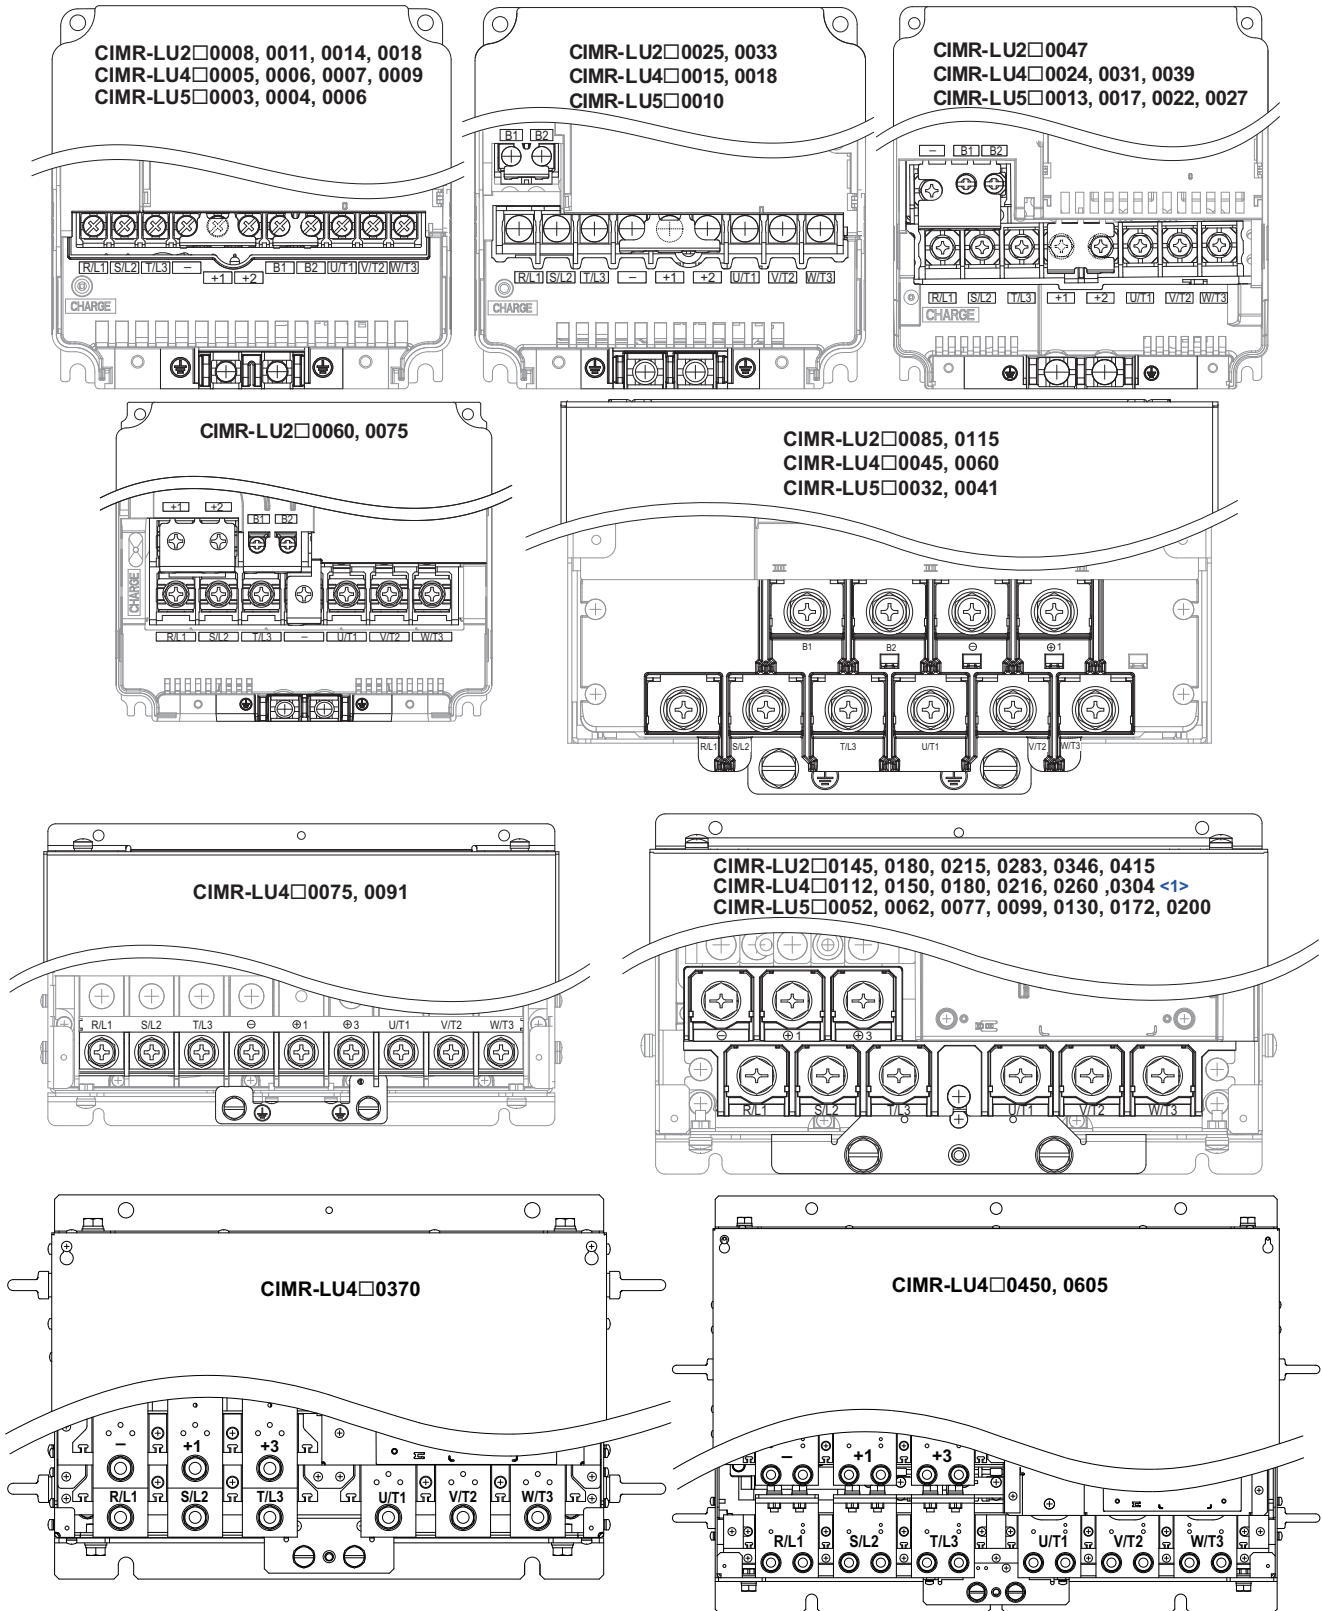 CIMR-LU2□0008, 0011, 0014, 0018
CIMR-LU4□0005, 0006, 0007, 0009
CIMR-LU5□0003, 0004, 0006
R/L1 S/L2 T/L3 − B1 B2 U/T1 V/T2 W/T3
+1 +2
CHARGE
CIMR-LU2□0025, 0033
CIMR-LU4□0015, 0018
CIMR-LU5□0010
B1 B2
R/L1 S/L2 T/L3 − +1 +2 U/T1 V/T2 W/T3
CHARGE
CIMR-LU2□0047
CIMR-LU4□0024, 0031, 0039
CIMR-LU5□0013, 0017, 0022, 0027
− B1 B2
R/L1 S/L2 T/L3 +1 +2 U/T1 V/T2 W/T3
CHARGE
CIMR-LU2□0060, 0075
+1 +2 B1 B2
CHARGE
R/L1 S/L2 T/L3 − U/T1 V/T2 W/T3
CIMR-LU2□0085, 0115
CIMR-LU4□0045, 0060
CIMR-LU5□0032, 0041
B1 B2 ⊖ ⊕1
R/L1 S/L2 T/L3 U/T1 V/T2 W/T3
CIMR-LU4□0075, 0091
R/L1 S/L2 T/L3 ⊖ ⊕1 ⊕3 U/T1 V/T2 W/T3
CIMR-LU2□0145, 0180, 0215, 0283, 0346, 0415
CIMR-LU4□0112, 0150, 0180, 0216, 0260 ,0304 <1>
CIMR-LU5□0052, 0062, 0077, 0099, 0130, 0172, 0200
⊖ ⊕1 ⊕3
R/L1 S/L2 T/L3 U/T1 V/T2 W/T3
CIMR-LU4□0370
− +1 +3
R/L1 S/L2 T/L3 U/T1 V/T2 W/T3
CIMR-LU4□0450, 0605
− +1 +3
R/L1 S/L2 T/L3 U/T1 V/T2 W/T3